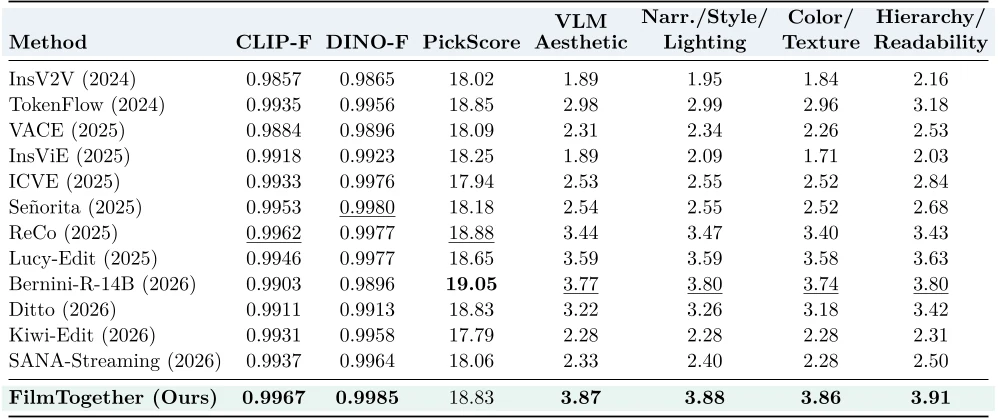 Method CLIP-F DINO-F PickScore VLM Aesthetic Narr./Style/ Lighting Color/ Texture Hierarchy/ Readability
InsV2V (2024) 0.9857 0.9865 18.02 1.89 1.95 1.84 2.16
TokenFlow (2024) 0.9935 0.9956 18.85 2.98 2.99 2.96 3.18
VACE (2025) 0.9884 0.9896 18.09 2.31 2.34 2.26 2.53
InsViE (2025) 0.9918 0.9923 18.25 1.89 2.09 1.71 2.03
ICVE (2025) 0.9933 0.9976 17.94 2.53 2.55 2.52 2.84
Señorita (2025) 0.9953 0.9980 18.18 2.54 2.55 2.52 2.68
ReCo (2025) 0.9962 0.9977 18.88 3.44 3.47 3.40 3.43
Lucy-Edit (2025) 0.9946 0.9977 18.65 3.59 3.59 3.58 3.63
Bernini-R-14B (2026) 0.9903 0.9896 19.05 3.77 3.80 3.74 3.80
Ditto (2026) 0.9911 0.9913 18.83 3.22 3.26 3.18 3.42
Kiwi-Edit (2026) 0.9931 0.9958 17.79 2.28 2.28 2.28 2.31
SANA-Streaming (2026) 0.9937 0.9964 18.06 2.33 2.40 2.28 2.50
FilmTogether (Ours) 0.9967 0.9985 18.83 3.87 3.88 3.86 3.91